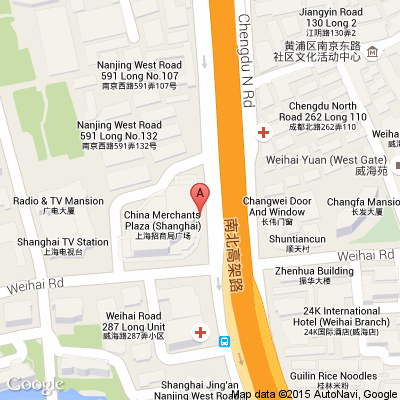 Jiangyin Road
130 Long 2
江阴路130弄2
黄浦区南京东路
社区文化活动中心
Chengdu N Rd
Nanjing West Road
591 Long No.107
南京西路591弄107号
Chengdu North
Road 262 Long 110
成都北路262弄110
Nanjing West Road
591 Long No.132
南京西路591弄132号
Weiha
威海
Weihai Yuan (West Gate)
威海苑
A
Radio & TV Mansion
广电大厦
China Merchants
Plaza (Shanghai)
上海招商局广场
Changwei Door
And Window
长伟门窗
Changfa Mansion
长发大厦
南北高架路
Shanghai TV Station
上海电视台
Shuntiancun
顺天村
Weihai Rd
Zhenhua Building
振华大楼
Weihai Rd
Weihai Road
287 Long Unit
威海路287弄小区
24K International
Hotel (Weihai Branch)
24K国际酒店(威海店)
Guilin Rice Noodles
桂林米粉
Shanghai Jing'an
Nanjing West Road
Google
©2015 AutoNavi, Google